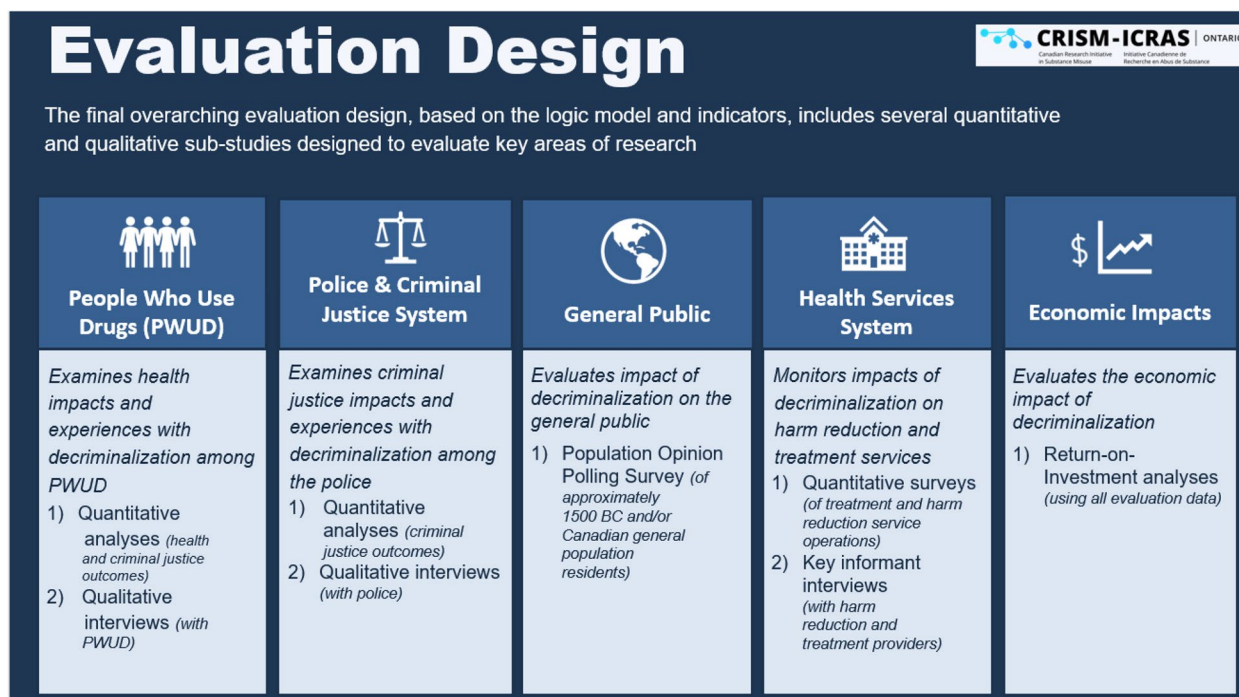 Evaluation Design
CRISM-ICRAS | ONTARIO
Canadian Research Initiative
in Substance Misuse
Initiative Canadienne de
Recherche en Abus de Substance
The final overarching evaluation design, based on the logic model and indicators, includes several quantitative
and qualitative sub-studies designed to evaluate key areas of research
People Who Use
Drugs (PWUD)
Examines health
impacts and
experiences with
decriminalization among
PWUD
1) Quantitative
analyses (health
and criminal justice
outcomes)
2) Qualitative
interviews (with
PWUD)
Police & Criminal
Justice System
Examines criminal
justice impacts and
experiences with
decriminalization among
the police
1) Quantitative
analyses (criminal
justice outcomes)
2) Qualitative interviews
(with police)
General Public
Evaluates impact of
decriminalization on the
general public
1) Population Opinion
Polling Survey (of
approximately
1500 BC and/or
Canadian general
population
residents)
Health Services
System
Monitors impacts of
decriminalization on
harm reduction and
treatment services
1) Quantitative surveys
(of treatment and harm
reduction service
operations)
2) Key informant
interviews
(with harm
reduction and
treatment providers)
$
Economic Impacts
Evaluates the economic
impact of
decriminalization
1) Return-on-
Investment analyses
(using all evaluation data)